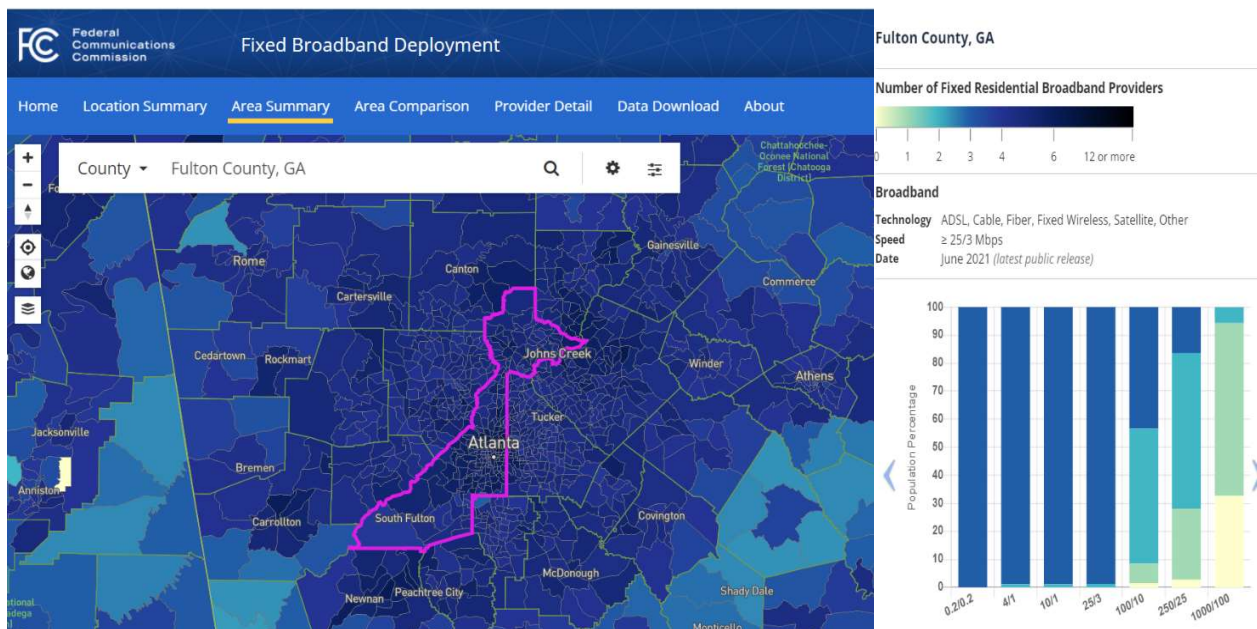 FC Federal
Communications
Commission
Fixed Broadband Deployment
Home Location Summary Area Summary Area Comparison Provider Detail Data Download About
+
−
County Fulton County, GA
Chattahoochee-
Oconee National
Forest (Chatooga
District)
Rome
Canton
Gainesville
Cartersville
Commerce
Cedartown
Rockmart
Johns Creek
Winder
Athens
Tucker
Jacksonville
Atlanta
Bremen
Anniston
Carrollton
South Fulton
Covington
McDonough
Newnan
Peachtree City
Shady Dale
Monticello
Fulton County, GA
Number of Fixed Residential Broadband Providers
0 1 2 3 4 6 12 or more
Broadband
Technology ADSL, Cable, Fiber, Fixed Wireless, Satellite, Other
Speed ≥ 25/3 Mbps
Date June 2021 (latest public release)
Population Percentage
100
90
80
70
60
50
40
30
20
10
0
0.2/0.2 4/1 10/1 25/3 100/10 250/25 1000/100